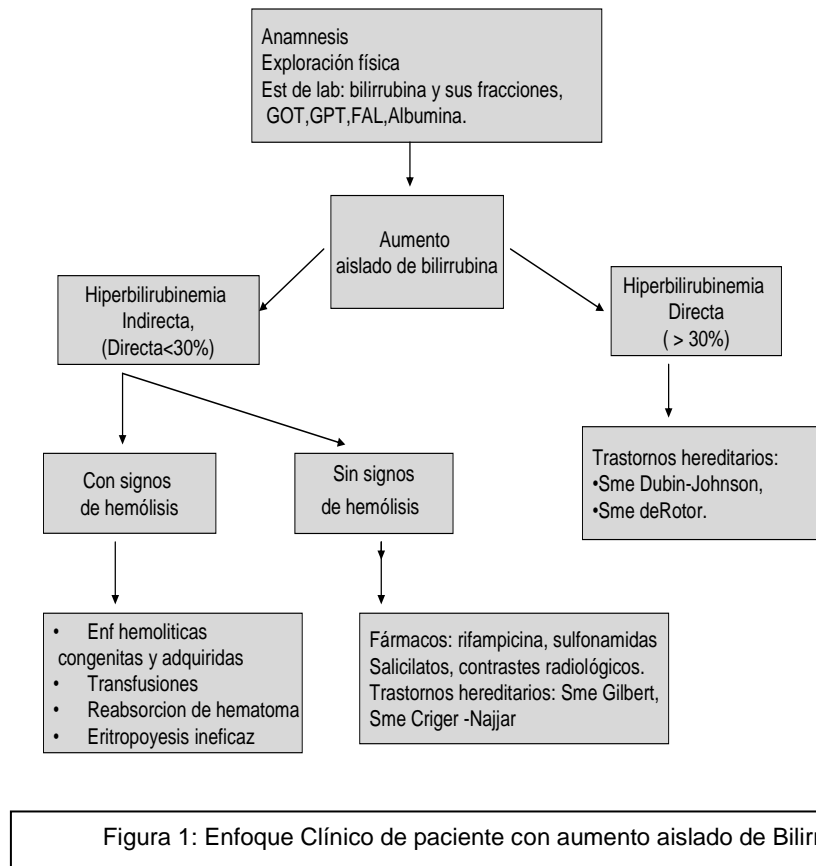 Anamnesis
Exploración física
Est de lab: bilirrubina y sus fracciones,
GOT,GPT,FAL,Albumina.
Aumento
aislado de bilirrubina
Hiperbilirubinemia
Indirecta,
(Directa<30%)
Hiperbilirubinemia
Directa
( > 30%)
Con signos
de hemólisis
Sin signos
de hemólisis
Trastornos hereditarios:
•Sme Dubin-Johnson,
•Sme deRotor.
• Enf hemoliticas
congenitas y adquiridas
• Transfusiones
• Reabsorcion de hematoma
• Eritropoyesis ineficaz
Fármacos: rifampicina, sulfonamidas
Salicilatos, contrastes radiológicos.
Trastornos hereditarios: Sme Gilbert,
Sme Criger -Najjar
Figura 1: Enfoque Clínico de paciente con aumento aislado de Bilirr